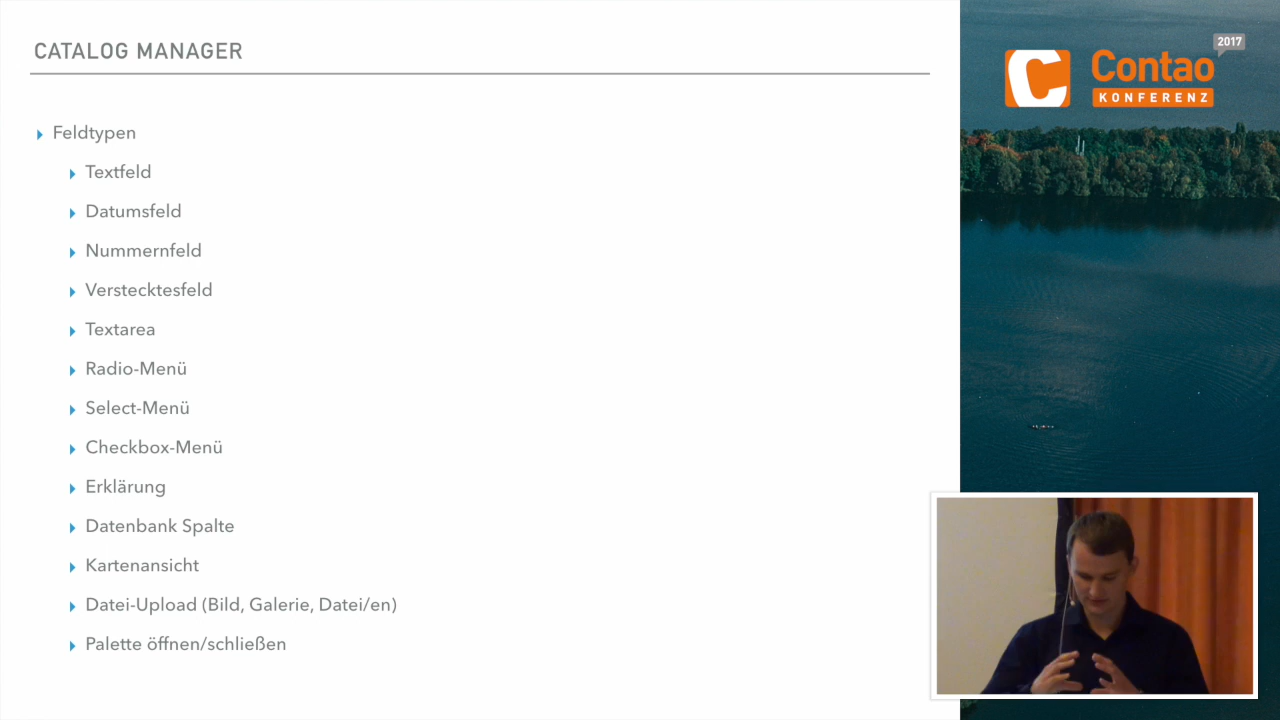 CATALOG MANAGER
Feldtypen
Textfeld
Datumsfeld
Nummernfeld
Verstecktesfeld
Textarea
Radio-Menü
Select-Menü
Checkbox-Menü
Erklärung
Datenbank Spalte
Kartenansicht
Datei-Upload (Bild, Galerie, Datei/en)
Palette öffnen/schließen
2017
Contao
KONFERENZ